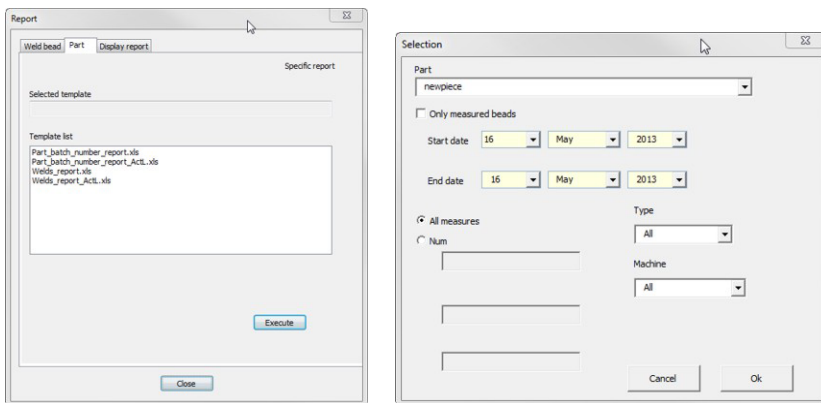 Report
Weld bead Part Display report
Specific report
Selected template
Template list
Part_batch_number_report.xls
Part_batch_number_report_ActL.xls
Welds_report.xls
Welds_report_ActL.xls
Execute
Close
Selection
Part
newpiece
Only measured beads
Start date 16 May 2013
End date 16 May 2013
All measures
Num
Type
All
Machine
All
Cancel Ok